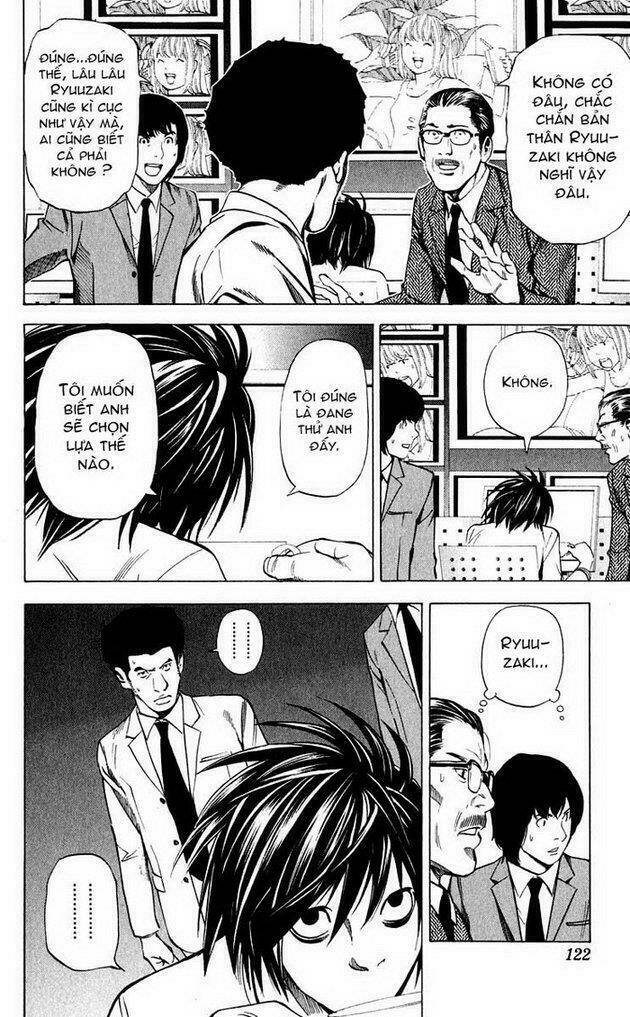 KHÔNG CÓ
ĐÂU, CHẮC
CHẮN BẢN
THÂN RYUU-
ZAKI KHÔNG
NGHĨ VẬY
ĐÂU.
ĐÚNG...ĐÚNG
THẾ, LÂU LÂU
RYUUZAKI
CŨNG KÌ CỤC
NHƯ VẬY MÀ,
AI CŨNG BIẾT
CẢ PHẢI
KHÔNG ?
KHÔNG.
TÔI ĐÚNG
LÀ ĐANG
THỬ ANH
ĐẤY.
TÔI MUỐN
BIẾT ANH
SẼ CHỌN
LỰA THẾ
NÀO.
RYUU-
ZAKI...
......
......
122